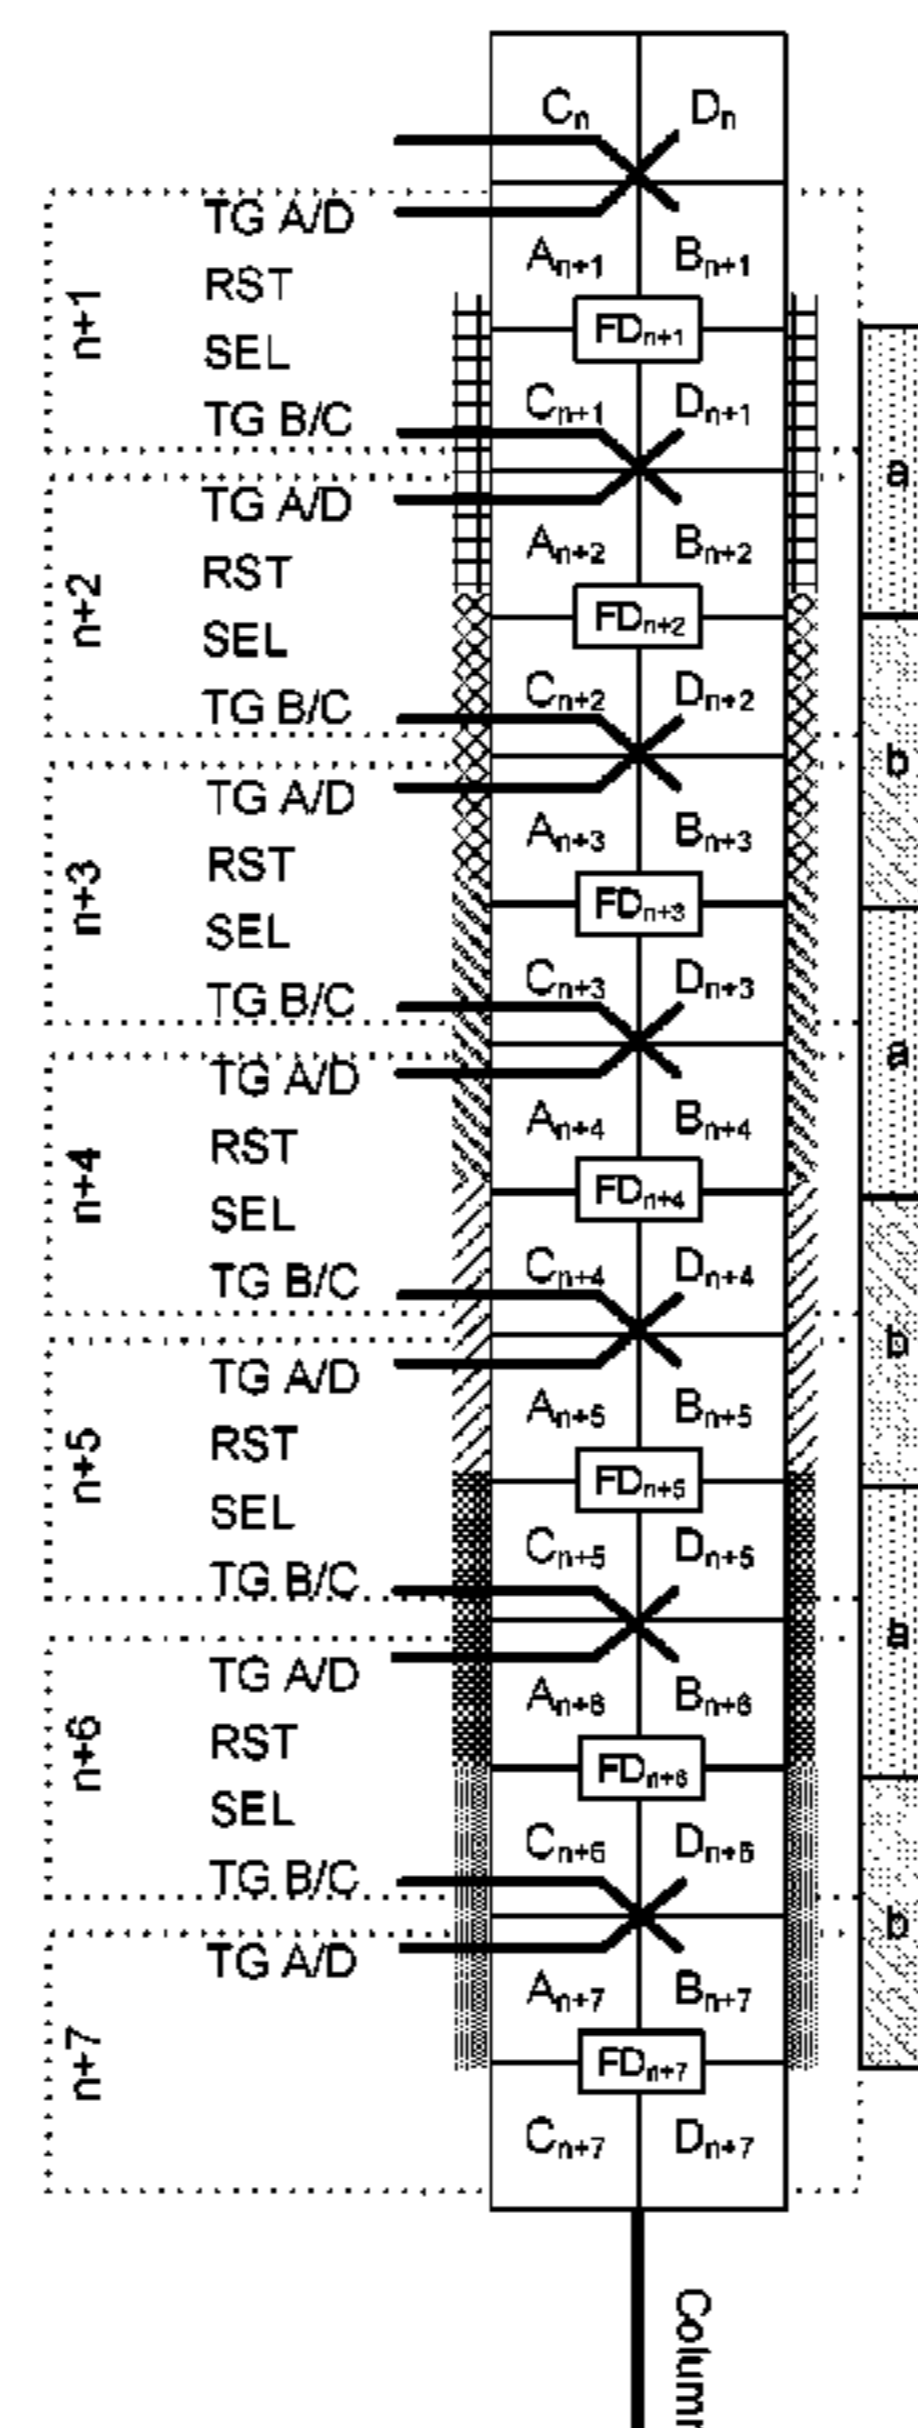 Cn Dn
TG A/D
An+1 Bn+1
n+1
RST
FDn+1
SEL
Cn+1 Dn+1
TG B/C
a
TG A/D
An+2 Bn+2
n+2
RST
FDn+2
SEL
Cn+2 Dn+2
TG B/C
b
TG A/D
An+3 Bn+3
n+3
RST
FDn+3
SEL
Cn+3 Dn+3
TG B/C
a
TG A/D
An+4 Bn+4
n+4
RST
FDn+4
SEL
Cn+4 Dn+4
TG B/C
b
TG A/D
An+5 Bn+5
n+5
RST
FDn+5
SEL
Cn+5 Dn+5
TG B/C
a
TG A/D
An+6 Bn+6
n+6
RST
FDn+6
SEL
Cn+6 Dn+6
TG B/C
b
TG A/D
An+7 Bn+7
n+7
FDn+7
Cn+7 Dn+7